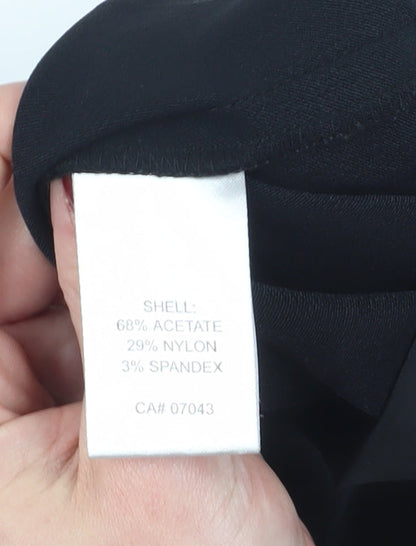 SHELL:
68% ACETATE
29% NYLON
3% SPANDEX
CA# 07043